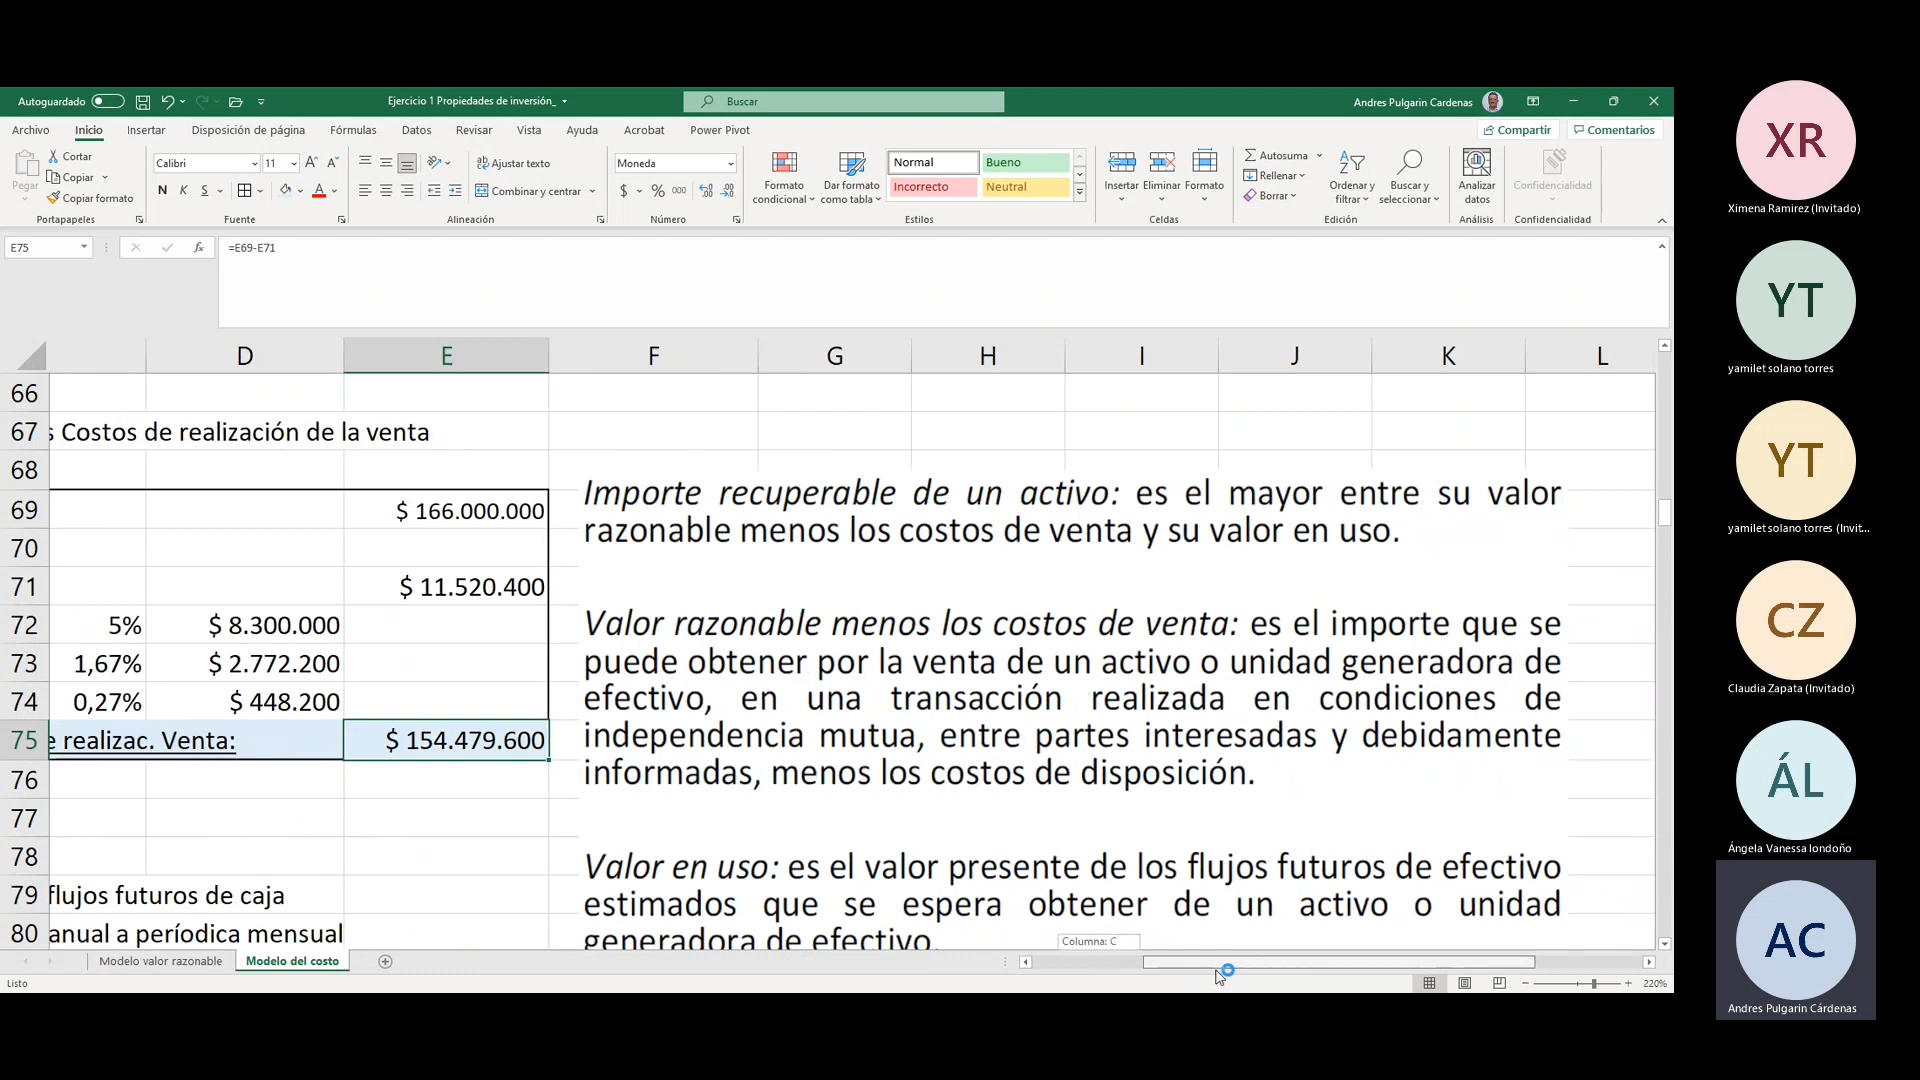 Autoguardado
Ejercicio 1 Propiedades de inversión_
Buscar
Andres Pulgarin Cardenas
Archivo Inicio Insertar Disposición de página Fórmulas Datos Revisar Vista Ayuda Acrobat Power Pivot
Compartir Comentarios
Pegar
Cortar
Copiar
Copiar formato
Portapapeles
Calibri 11
N K S
Fuente
Ajustar texto
Combinar y centrar
Alineación
Moneda
$ % 000
Número
Formato condicional
Dar formato como tabla
Normal Bueno
Incorrecto Neutral
Estilos
Insertar Eliminar Formato
Celdas
Autosuma
Rellenar
Borrar
Ordenar y filtrar
Buscar y seleccionar
Edición
Analizar datos
Análisis
Confidencialidad
Confidencialidad
E75 fx =E69-E71
D E F G H I J K L
66
67 s Costos de realización de la venta
68
69 $ 166.000.000
70
71 $ 11.520.400
72 5% $ 8.300.000
73 1,67% $ 2.772.200
74 0,27% $ 448.200
75 e realizac. Venta: $ 154.479.600
76
77
78
79 flujos futuros de caja
80 anual a períodica mensual
Importe recuperable de un activo: es el mayor entre su valor
razonable menos los costos de venta y su valor en uso.
Valor razonable menos los costos de venta: es el importe que se
puede obtener por la venta de un activo o unidad generadora de
efectivo, en una transacción realizada en condiciones de
independencia mutua, entre partes interesadas y debidamente
informadas, menos los costos de disposición.
Valor en uso: es el valor presente de los flujos futuros de efectivo
estimados que se espera obtener de un activo o unidad
generadora de efectivo.
Columna: C
Modelo valor razonable Modelo del costo
Listo
220%
XR
Ximena Ramirez (Invitado)
YT
yamilet solano torres
YT
yamilet solano torres (Invit...
CZ
Claudia Zapata (Invitado)
ÁL
Ángela Vanessa londoño
AC
Andres Pulgarin Cárdenas